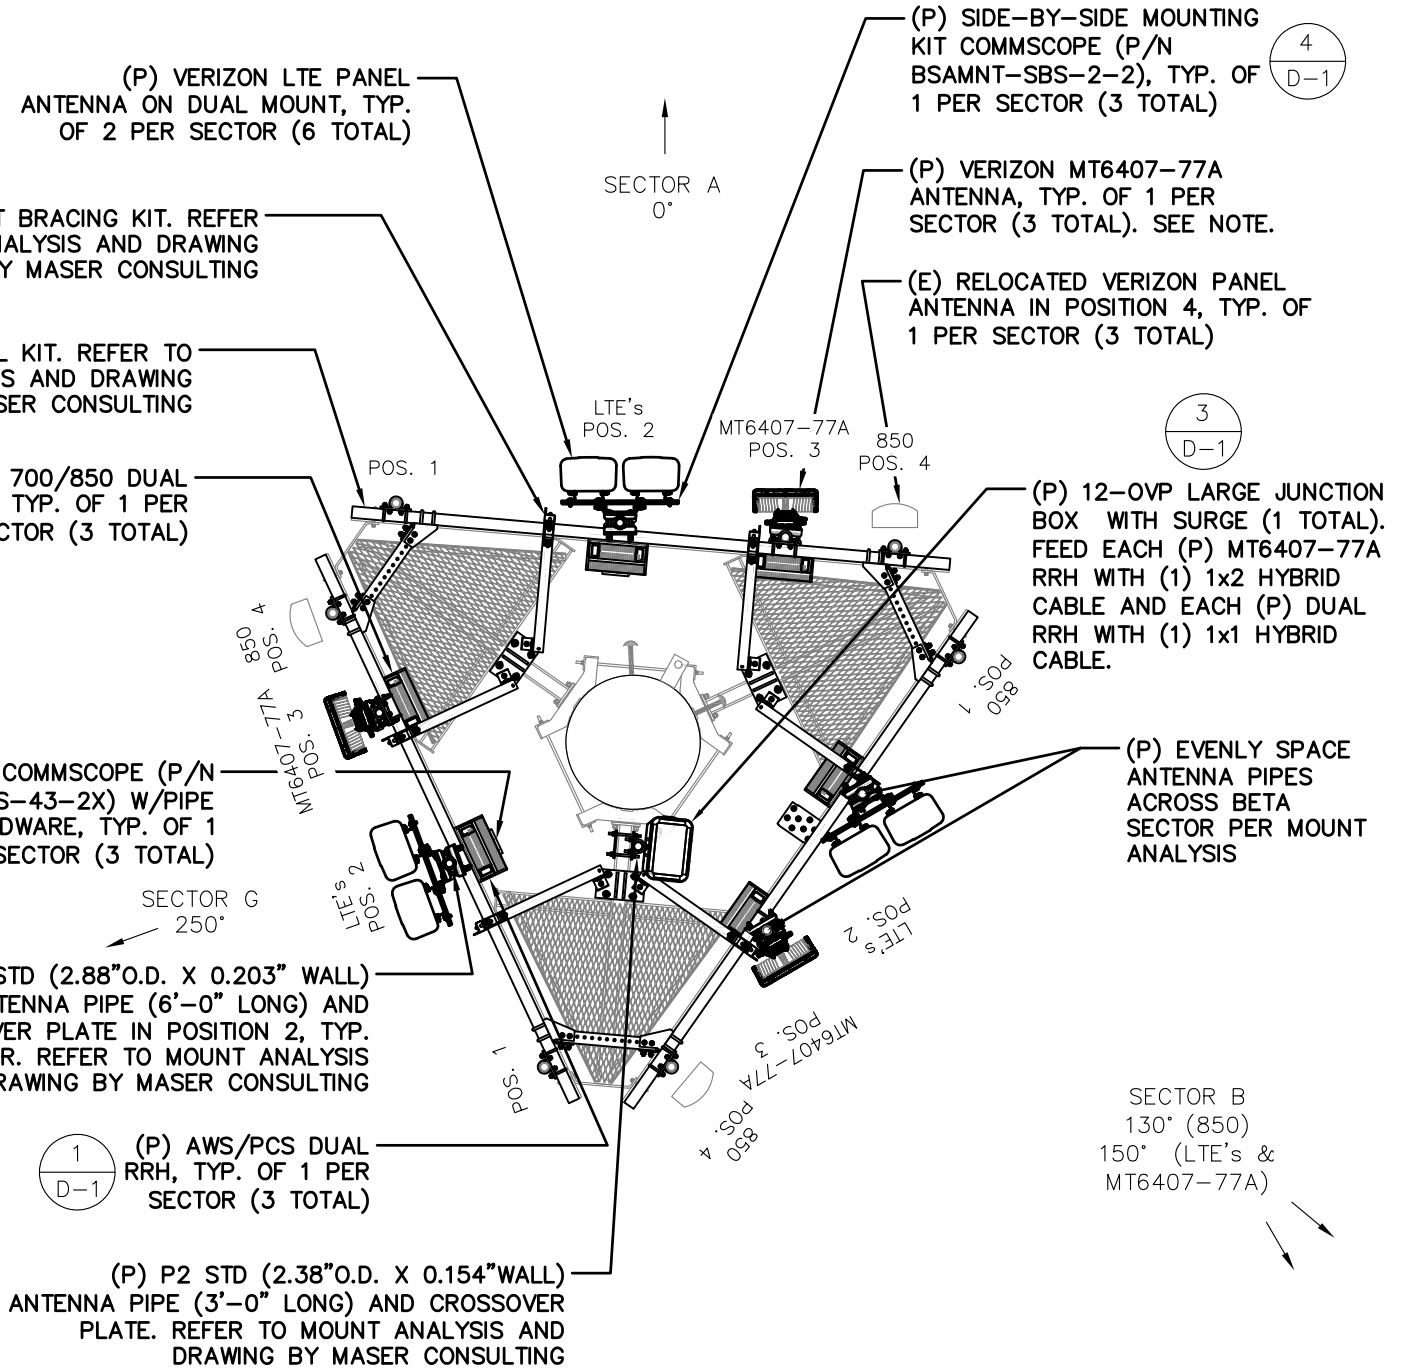 (P) VERIZON LTE PANEL
ANTENNA ON DUAL MOUNT, TYP.
OF 2 PER SECTOR (6 TOTAL)
(P) SIDE-BY-SIDE MOUNTING
KIT COMMSCOPE (P/N
BSAMNT-SBS-2-2), TYP. OF
1 PER SECTOR (3 TOTAL)
4
D-1
SECTOR A
0°
(P) VERIZON MT6407-77A
ANTENNA, TYP. OF 1 PER
SECTOR (3 TOTAL). SEE NOTE.
BRACING KIT. REFER
AND DRAWING
BY MASER CONSULTING
(E) RELOCATED VERIZON PANEL
ANTENNA IN POSITION 4, TYP. OF
1 PER SECTOR (3 TOTAL)
KIT. REFER TO
AND DRAWING
CONSULTING
LTE's
POS. 2
MT6407-77A
POS. 3
850
POS. 4
3
D-1
POS. 1
700/850 DUAL
TYP. OF 1 PER
(3 TOTAL)
(P) 12-OVP LARGE JUNCTION
BOX WITH SURGE (1 TOTAL).
FEED EACH (P) MT6407-77A
RRH WITH (1) 1x2 HYBRID
CABLE AND EACH (P) DUAL
RRH WITH (1) 1x1 HYBRID
CABLE.
850
POS. 4
850
POS. 1
MT6407-77A
POS. 3
COMMSCOPE (P/N
S-43-2X) W/PIPE
TYP. OF 1
SECTOR (3 TOTAL)
(P) EVENLY SPACE
ANTENNA PIPES
ACROSS BETA
SECTOR PER MOUNT
ANALYSIS
LTE's
POS. 2
SECTOR G
250°
LTE's
POS. 2
STD (2.88"O.D. X 0.203" WALL)
PIPE (6'-0" LONG) AND
PLATE IN POSITION 2, TYP.
REFER TO MOUNT ANALYSIS
BY MASER CONSULTING
MT6407-77A
POS. 3
POS. 1
850
POS. 4
SECTOR B
130° (850)
150° (LTE's &
MT6407-77A)
1
D-1
(P) AWS/PCS DUAL
RRH, TYP. OF 1 PER
SECTOR (3 TOTAL)
(P) P2 STD (2.38"O.D. X 0.154"WALL)
ANTENNA PIPE (3'-0" LONG) AND CROSSOVER
PLATE. REFER TO MOUNT ANALYSIS AND
DRAWING BY MASER CONSULTING